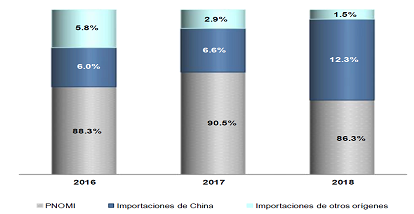 5.8% 2.9% 1.5%
6.0% 6.6% 12.3%
88.3% 90.5% 86.3%
2016 2017 2018
PNOMI Importaciones de China Importaciones de otros orígenes